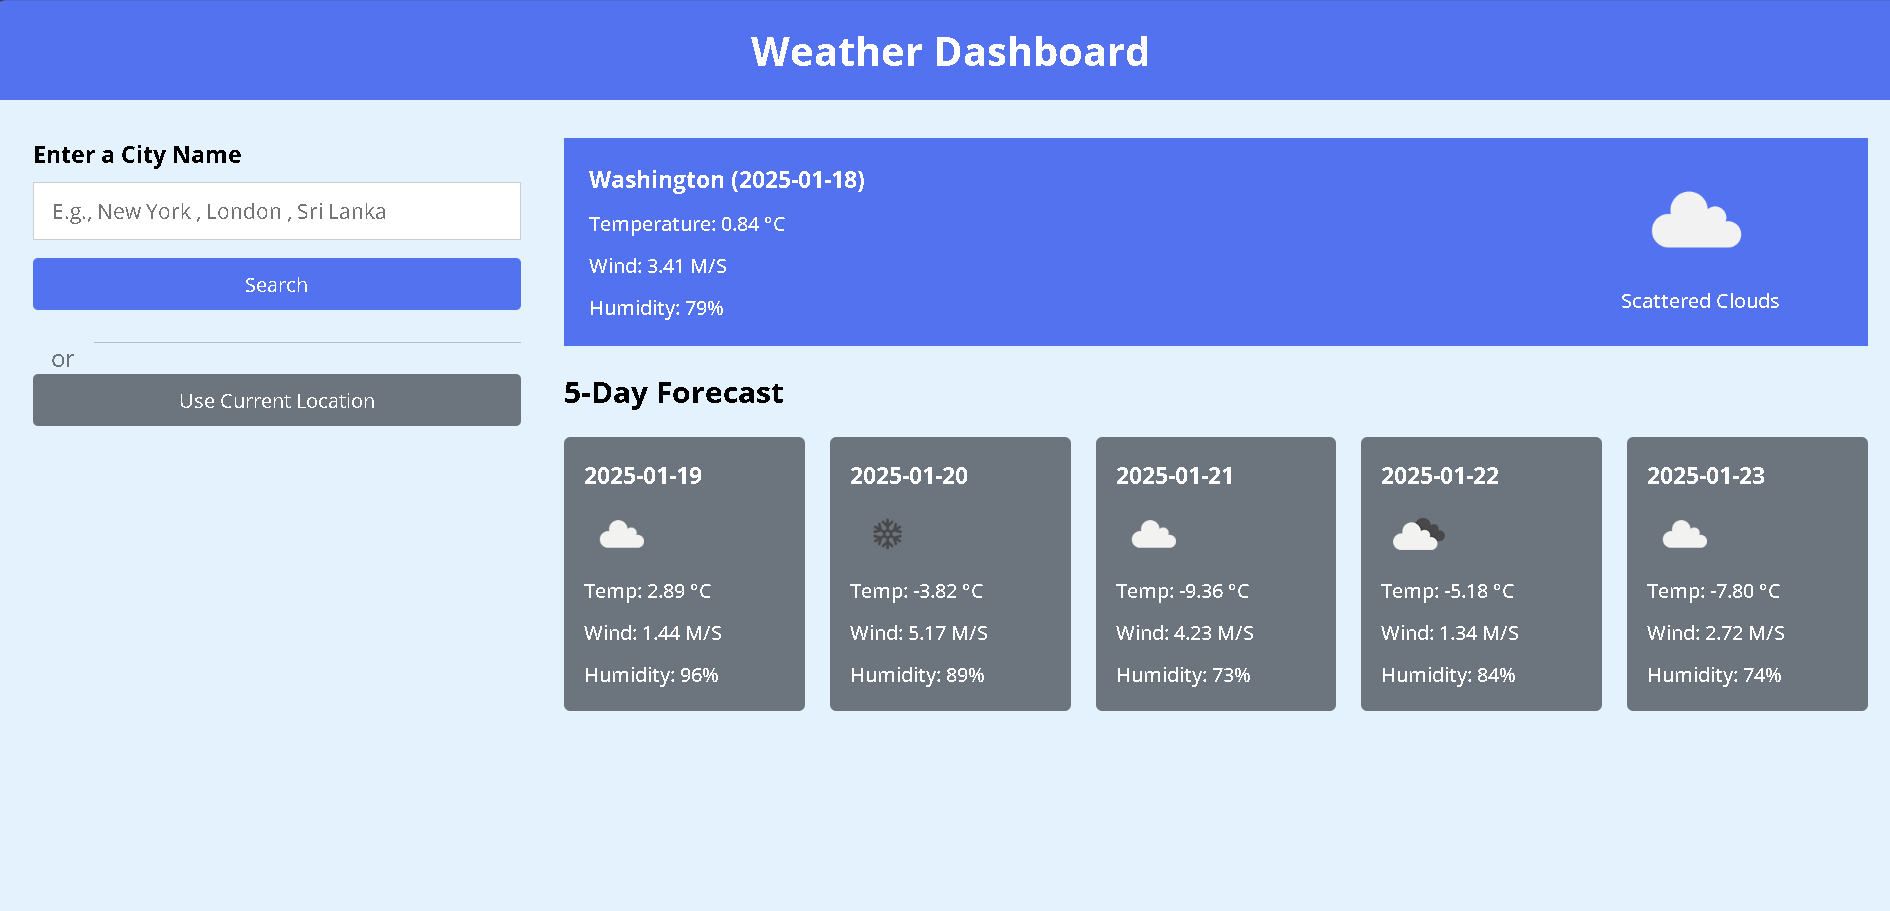 Weather Dashboard
Enter a City Name
E.g., New York , London , Sri Lanka
Search
or
Use Current Location
Washington (2025-01-18)
Temperature: 0.84 °C
Wind: 3.41 M/S
Humidity: 79%
Scattered Clouds
5-Day Forecast
2025-01-19
Temp: 2.89 °C
Wind: 1.44 M/S
Humidity: 96%
2025-01-20
Temp: -3.82 °C
Wind: 5.17 M/S
Humidity: 89%
2025-01-21
Temp: -9.36 °C
Wind: 4.23 M/S
Humidity: 73%
2025-01-22
Temp: -5.18 °C
Wind: 1.34 M/S
Humidity: 84%
2025-01-23
Temp: -7.80 °C
Wind: 2.72 M/S
Humidity: 74%